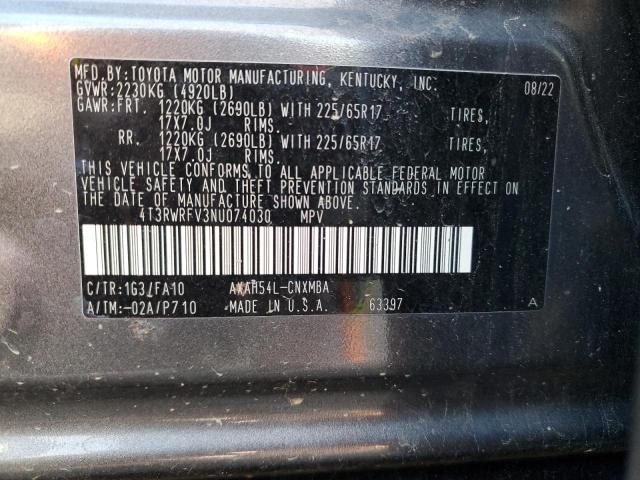 MFD.BY:TOYOTA MOTOR MANUFACTURING, KENTUCKY, INC. 08/22
GVWR:2230KG (4920LB)
GAWR:FRT. 1220KG (2690LB) WITH 225/65R17 TIRES,
17X7.0J RIMS.
RR. 1220KG (2690LB) WITH 225/65R17 TIRES,
17X7.0J RIMS.
THIS VEHICLE CONFORMS TO ALL APPLICABLE FEDERAL MOTOR
VEHICLE SAFETY AND THEFT PREVENTION STANDARDS IN EFFECT
ON THE DATE OF MANUFACTURE SHOWN ABOVE.
4T3RWRFV3NU074030 MPV
C/TR:1G3/FA10 AXAH54L-CNXMBA
A/TM:-02A/P710 MADE IN U.S.A. 63397 A